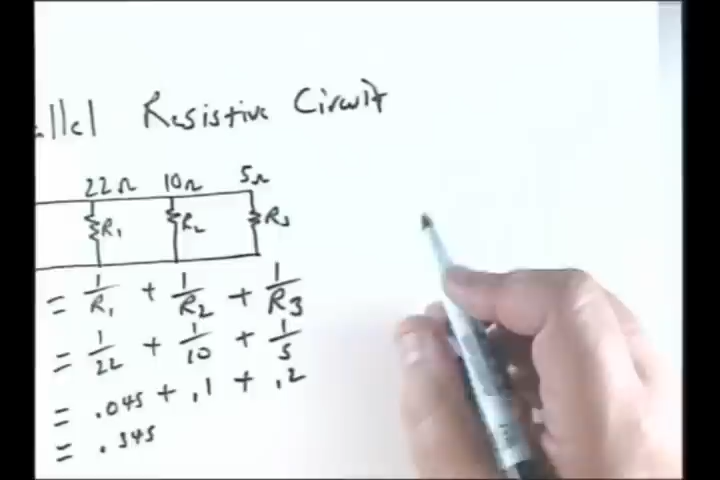 allel Resistive Circuit
22Ω 10Ω 5Ω
R1 R2 R3
= 1/R1 + 1/R2 + 1/R3
= 1/22 + 1/10 + 1/5
= .045 + .1 + .2
= .345